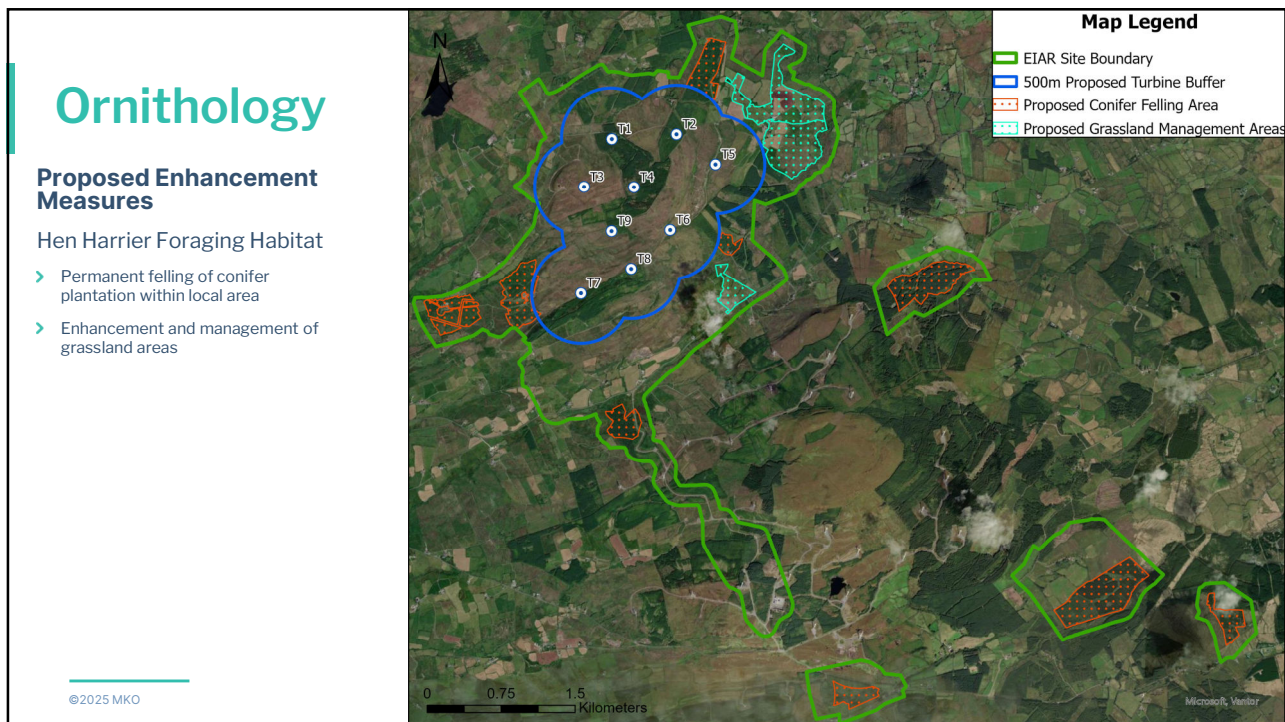 Ornithology
Proposed Enhancement
Measures
Hen Harrier Foraging Habitat
Permanent felling of conifer
plantation within local area
Enhancement and management of
grassland areas
©2025 MKO
N
Map Legend
EIAR Site Boundary
500m Proposed Turbine Buffer
Proposed Conifer Felling Area
Proposed Grassland Management Areas
T1
T2
T5
T3
T4
T9
T6
T8
T7
0 0.75 1.5
Kilometers
Microsoft, Vantor